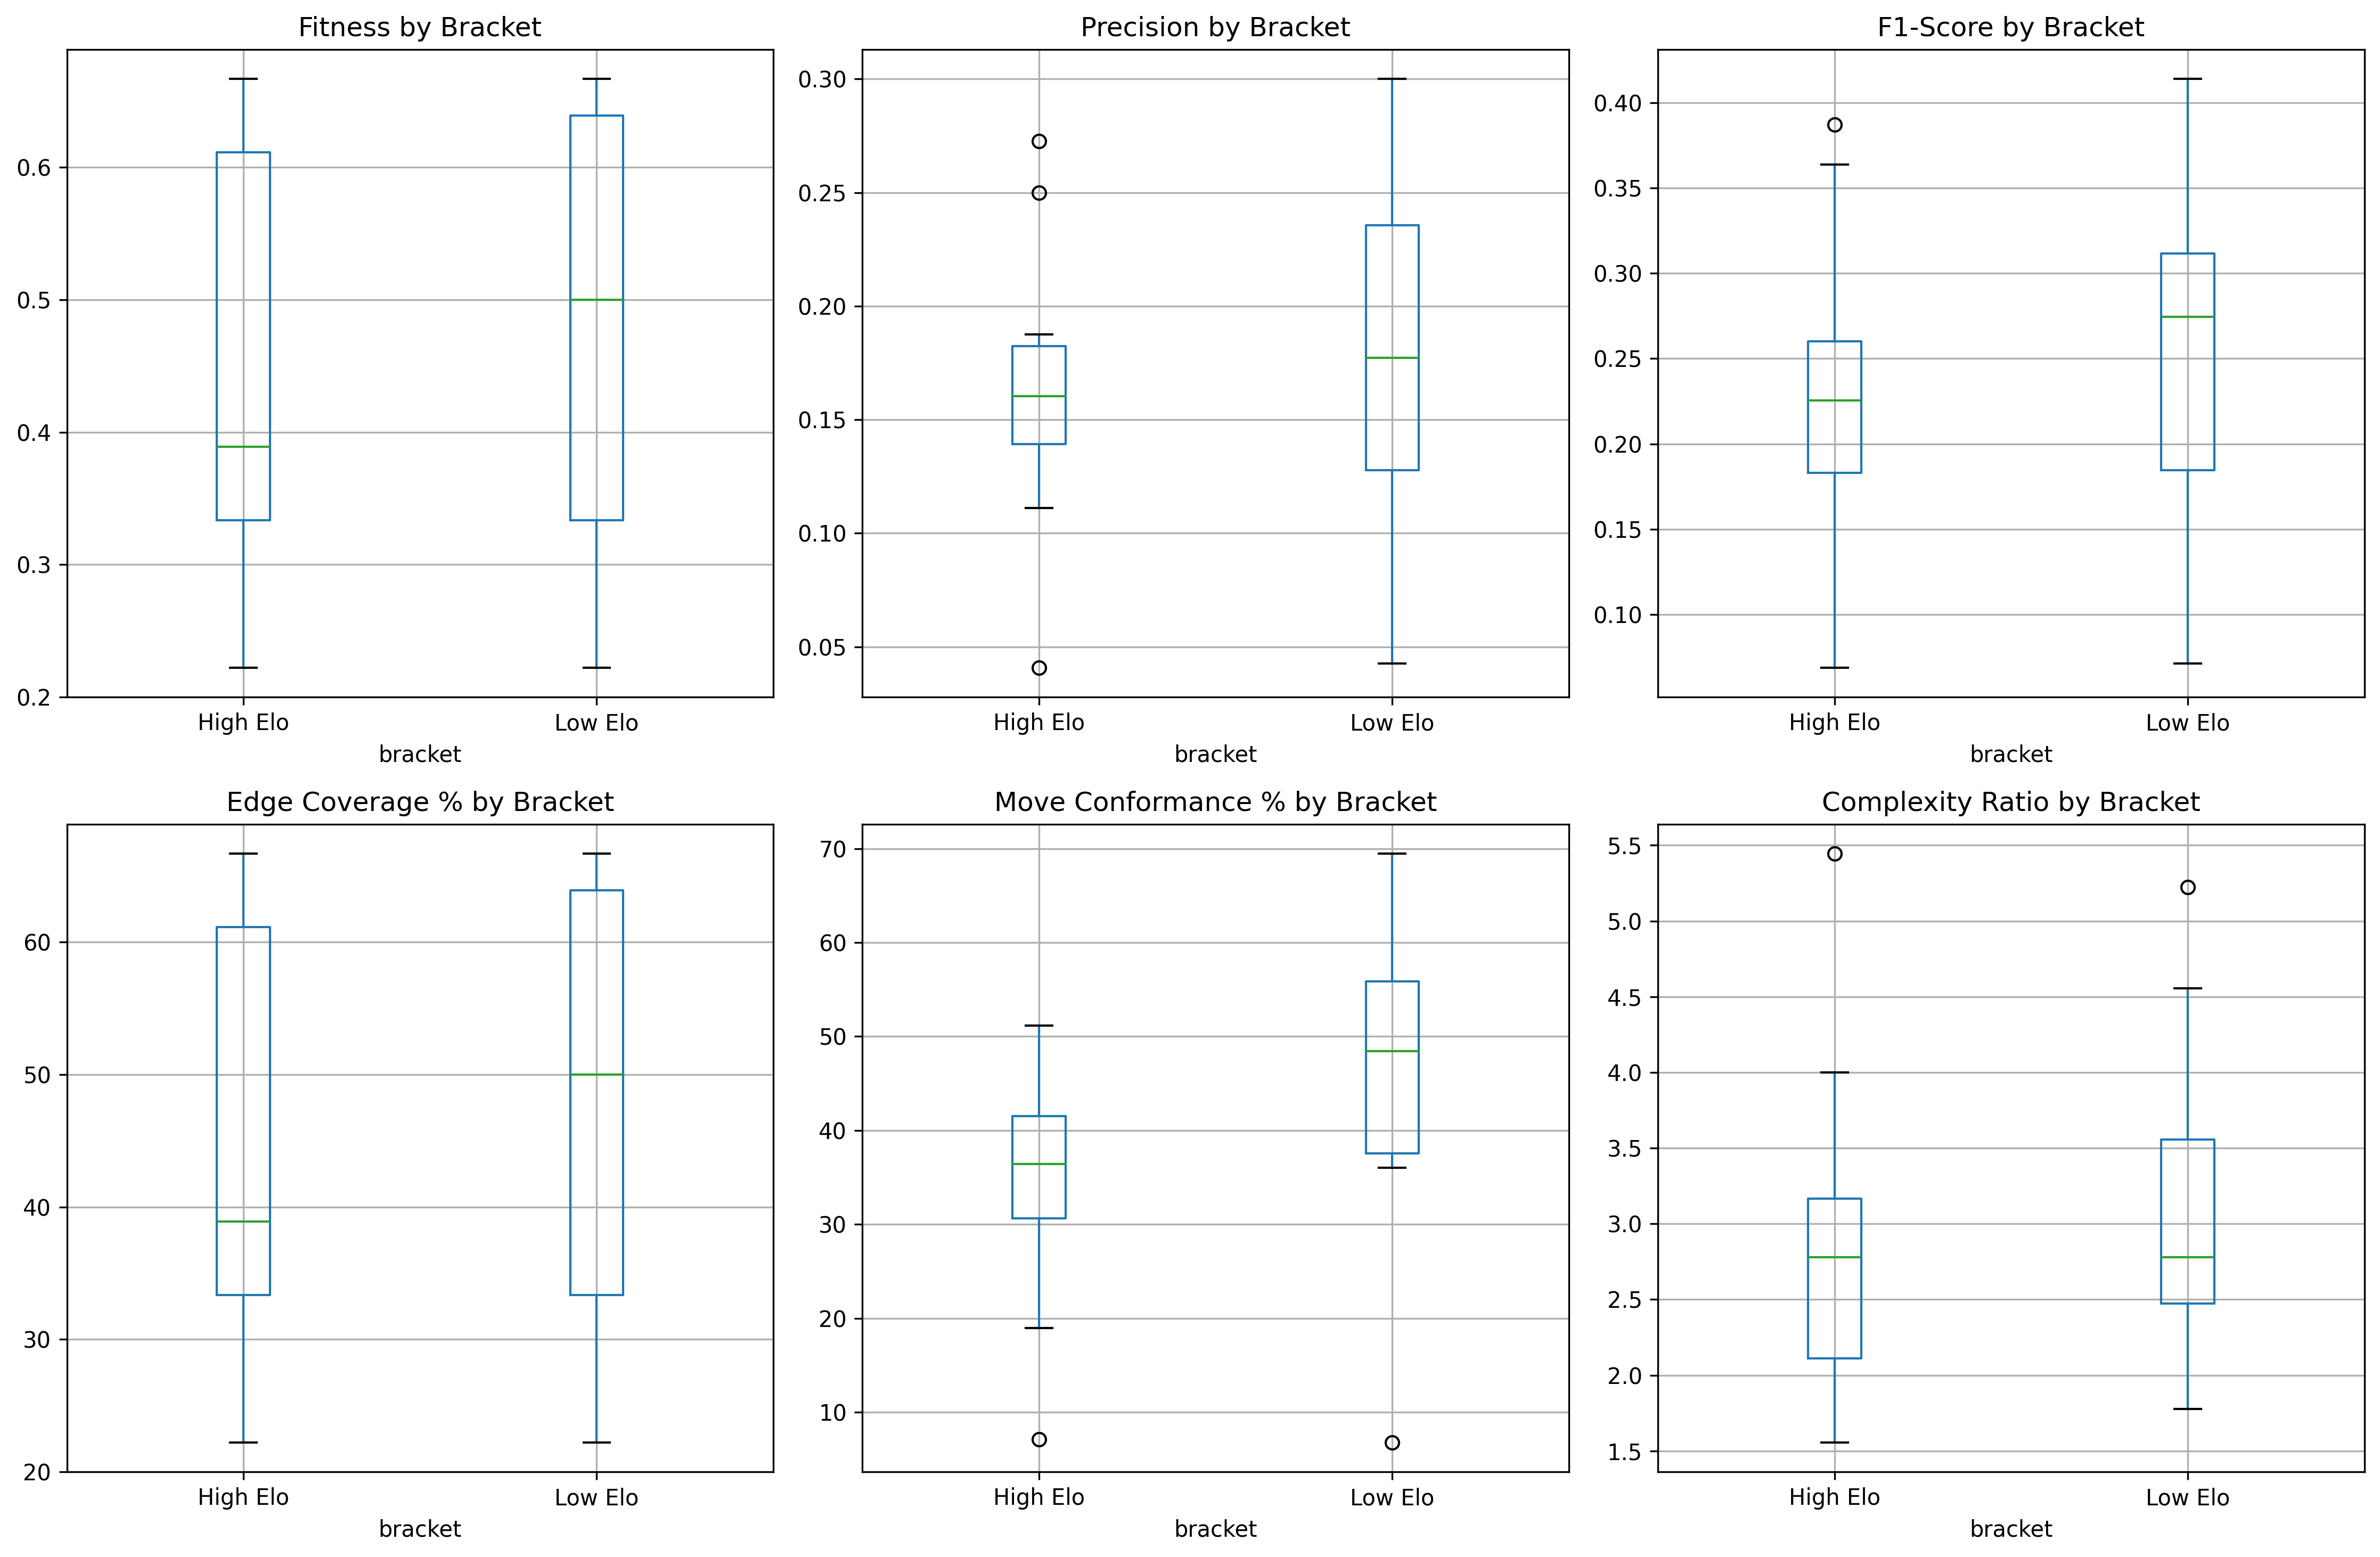 Fitness by Bracket
0.6
0.5
0.4
0.3
0.2
High Elo Low Elo
bracket
Precision by Bracket
0.30
0.25
0.20
0.15
0.10
0.05
High Elo Low Elo
bracket
F1-Score by Bracket
0.40
0.35
0.30
0.25
0.20
0.15
0.10
High Elo Low Elo
bracket
Edge Coverage % by Bracket
60
50
40
30
20
High Elo Low Elo
bracket
Move Conformance % by Bracket
70
60
50
40
30
20
10
High Elo Low Elo
bracket
Complexity Ratio by Bracket
5.5
5.0
4.5
4.0
3.5
3.0
2.5
2.0
1.5
High Elo Low Elo
bracket